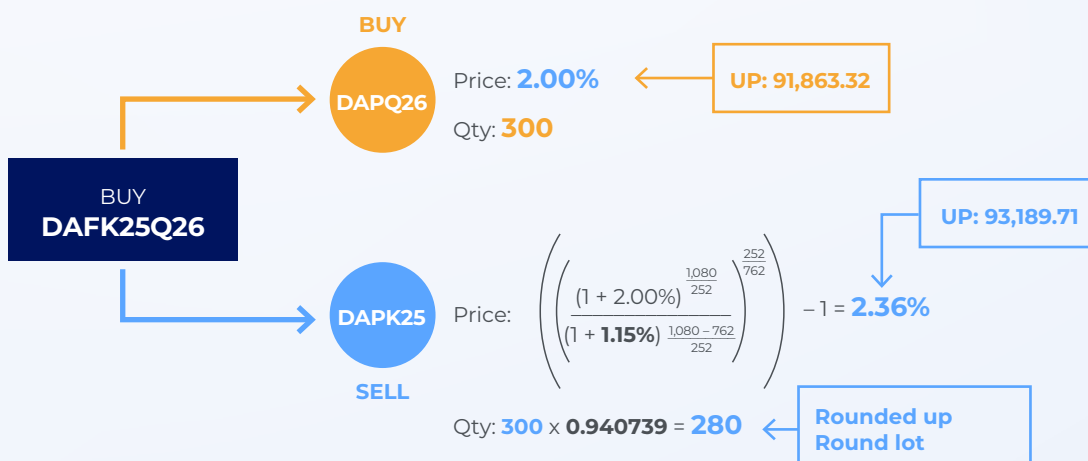 BUY
DAPQ26
Price: 2.00%
Qty: 300
UP: 91,863.32
BUY
DAFK25Q26
UP: 93,189.71
DAPK25
SELL
Price:
(((1 + 2.00%) 1,080/252
(1 + 1.15%) 1,080 – 762/252) 252/762) – 1 = 2.36%
Qty: 300 x 0.940739 = 280
Rounded up
Round lot